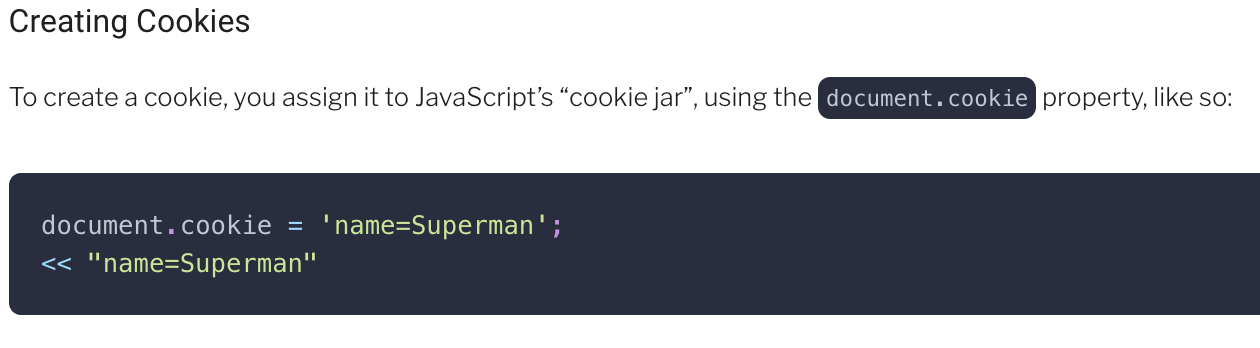 Creating Cookies
To create a cookie, you assign it to JavaScript’s “cookie jar”, using the document.cookie property, like so:
document.cookie = 'name=Superman';
<< "name=Superman"